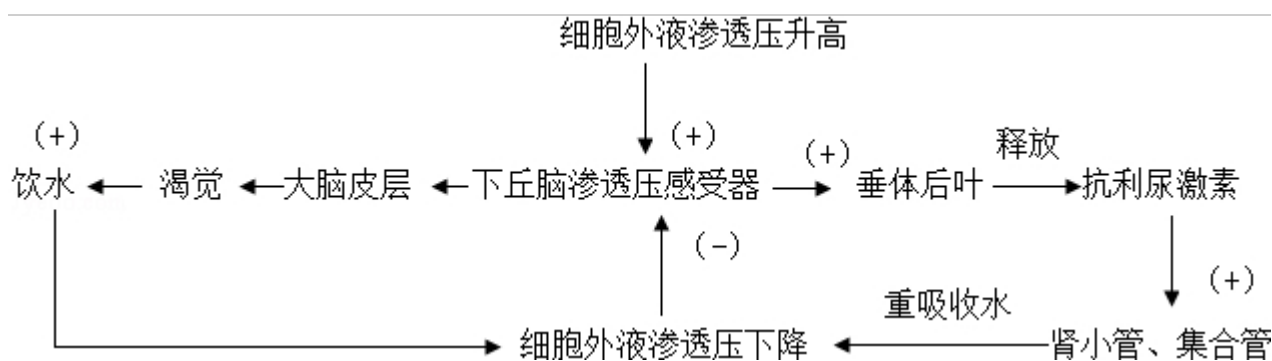 细胞外液渗透压升高
(+) (+) (+) 释放
饮水 渴觉 大脑皮层 下丘脑渗透压感受器 垂体后叶 抗利尿激素
(-) (+)
重吸收水
细胞外液渗透压下降 肾小管、集合管